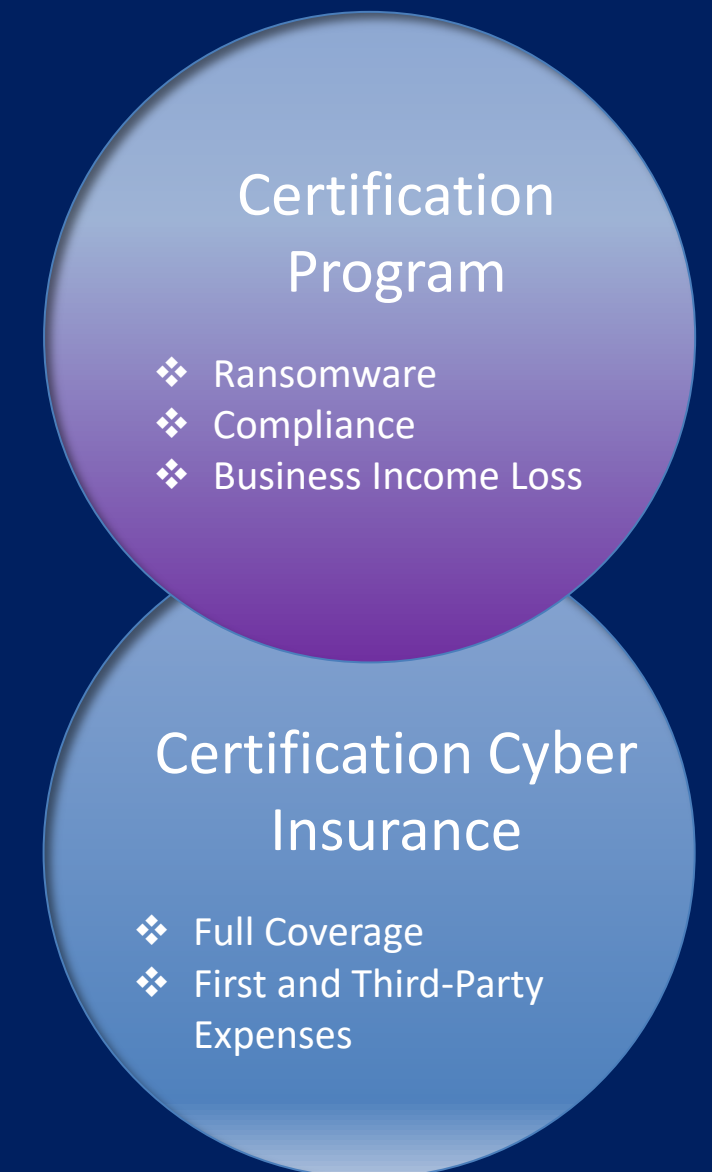 Certification
Program
❖ Ransomware
❖ Compliance
❖ Business Income Loss
Certification Cyber
Insurance
❖ Full Coverage
❖ First and Third-Party
Expenses